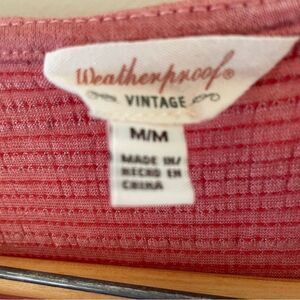 Weatherproof®
VINTAGE
M/M
MADE IN/
HECHO EN
CHINA